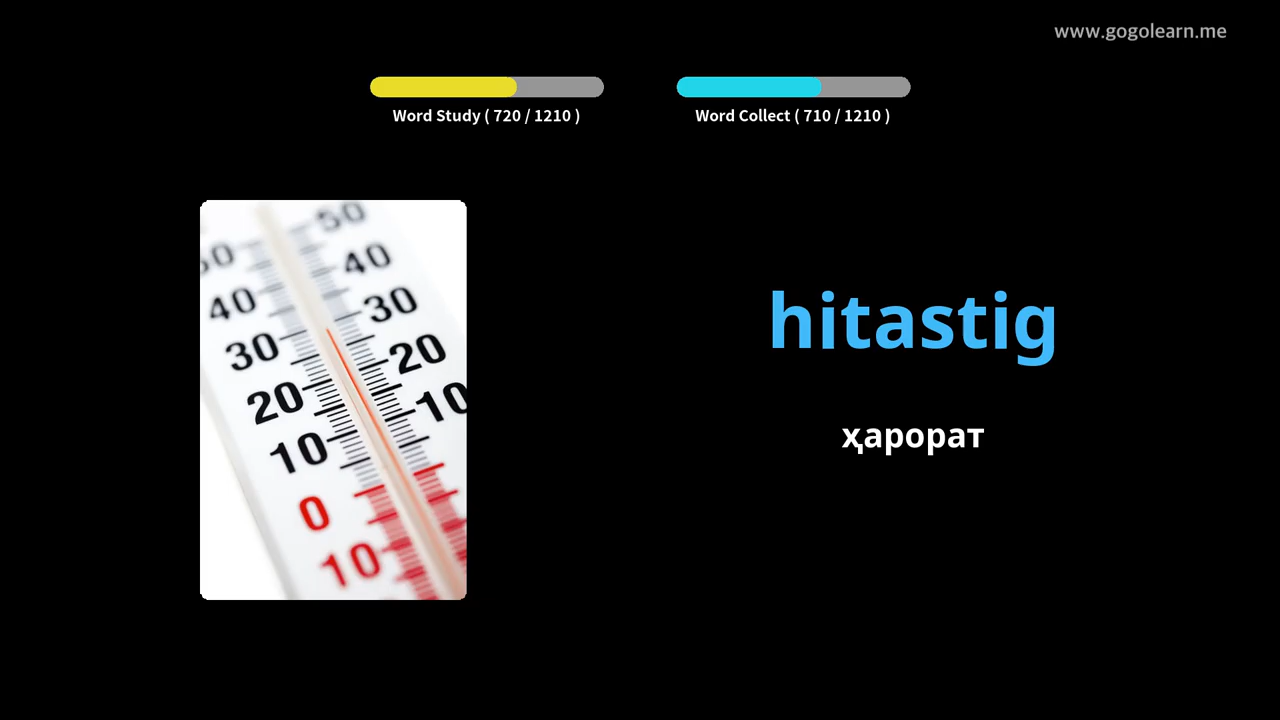 www.gogolearn.me
Word Study ( 720 / 1210 )
Word Collect ( 710 / 1210 )
50
40
40
30
30
20
20
10
10
0
10
hitastig
ҳарорат